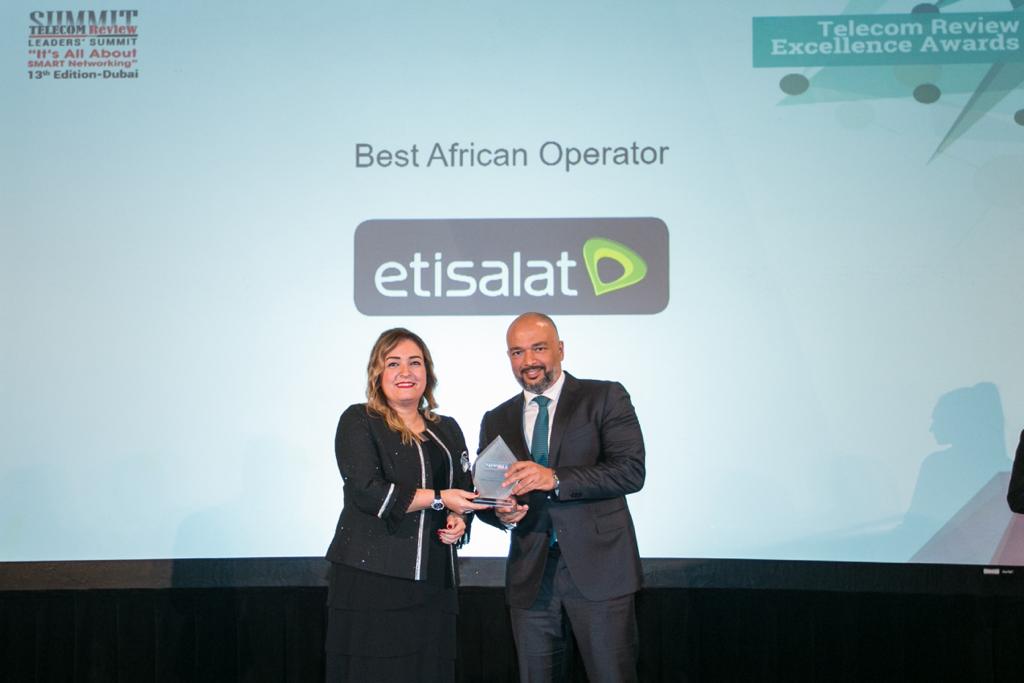 SUMMIT
TELECOM Review
LEADERS' SUMMIT
"It's All About
SMART Networking"
13th Edition-Dubai
Telecom Review
Excellence Awards
Best African Operator
etisalat